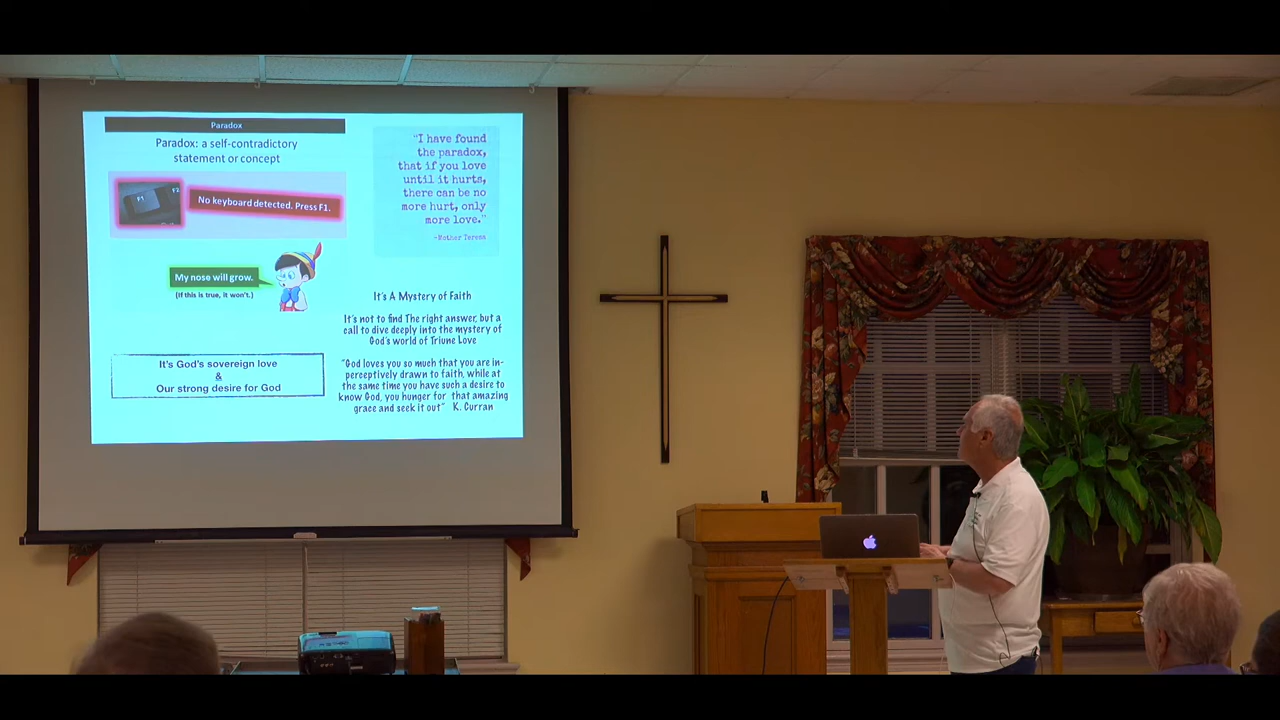 Paradox
Paradox: a self-contradictory
statement or concept
F1
F2
No keyboard detected. Press F1.
My nose will grow.
(If this is true, it won't.)
It's God's sovereign love
&
Our strong desire for God
"I have found
the paradox,
that if you love
until it hurts,
there can be no
more hurt, only
more love."
-Mother Teresa
It's A Mystery of Faith
It's not to find The right answer, but a
call to dive deeply into the mystery of
God's world of Triune Love
"God loves you so much that you are im-
perceptively drawn to faith, while at
the same time you have such a desire to
know God, you hunger for that amazing
grace and seek it out" K. Curran